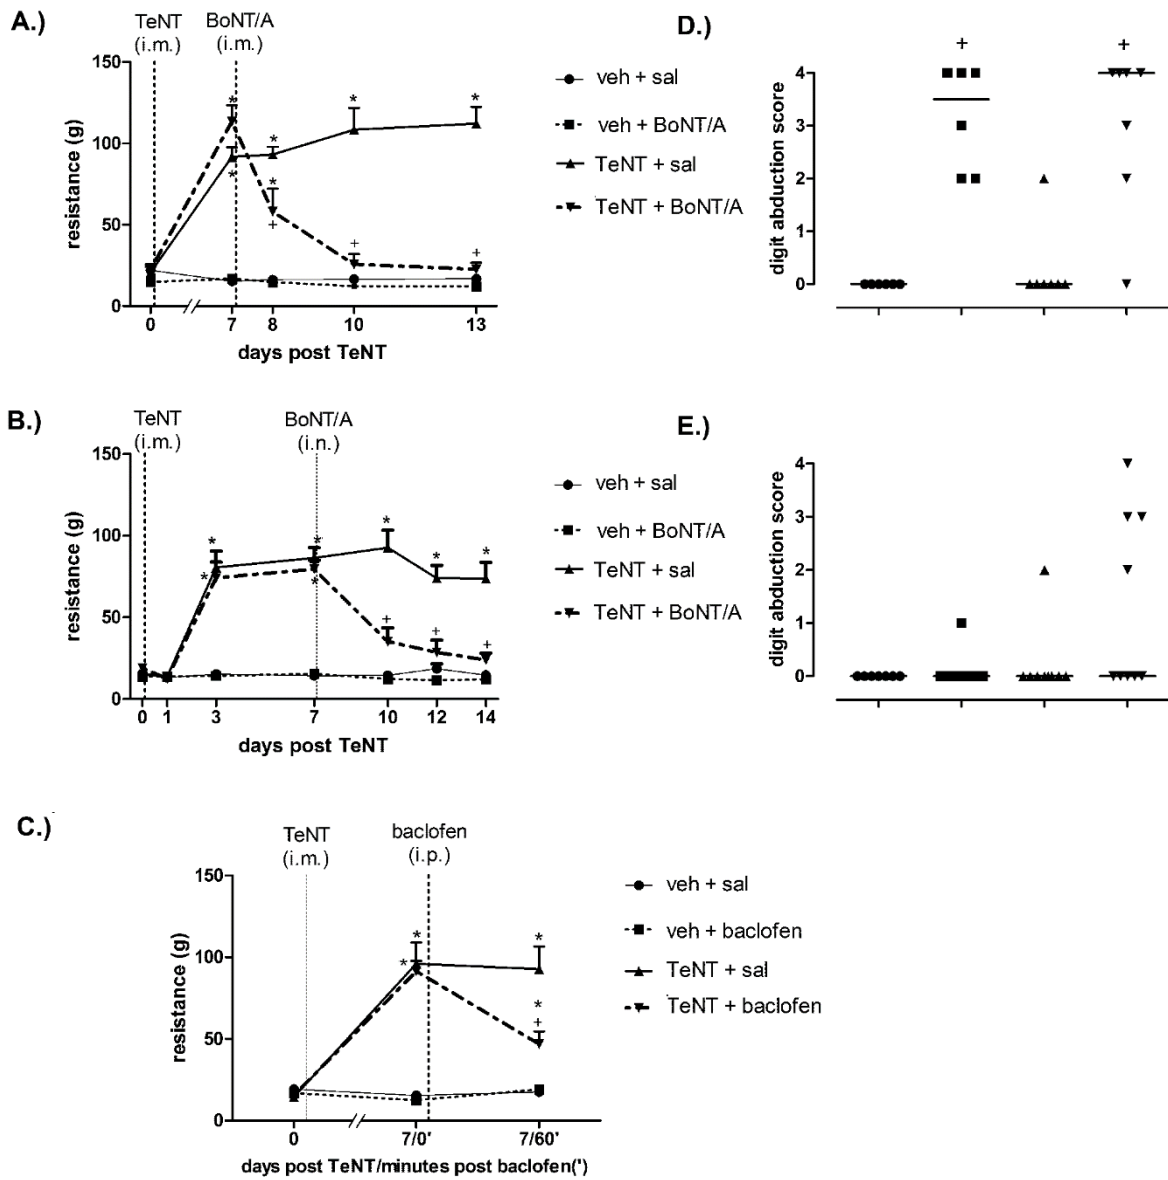 A.)
TeNT
(i.m.)
BoNT/A
(i.m.)
150
100
50
0
resistance (g)
* * * *
* *
+ + +
0 7 8 10 13
days post TeNT
veh + sal
veh + BoNT/A
TeNT + sal
TeNT + BoNT/A
D.)
+ +
4
3
2
1
0
digit abduction score
B.)
TeNT
(i.m.)
BoNT/A
(i.n.)
150
100
50
0
resistance (g)
* * * * *
* *
+ + +
0 1 3 7 10 12 14
days post TeNT
veh + sal
veh + BoNT/A
TeNT + sal
TeNT + BoNT/A
E.)
4
3
2
1
0
digit abduction score
C.)
TeNT
(i.m.)
baclofen
(i.p.)
150
100
50
0
resistance (g)
* *
* *
+
0 7/0' 7/60'
days post TeNT/minutes post baclofen(')
veh + sal
veh + baclofen
TeNT + sal
TeNT + baclofen